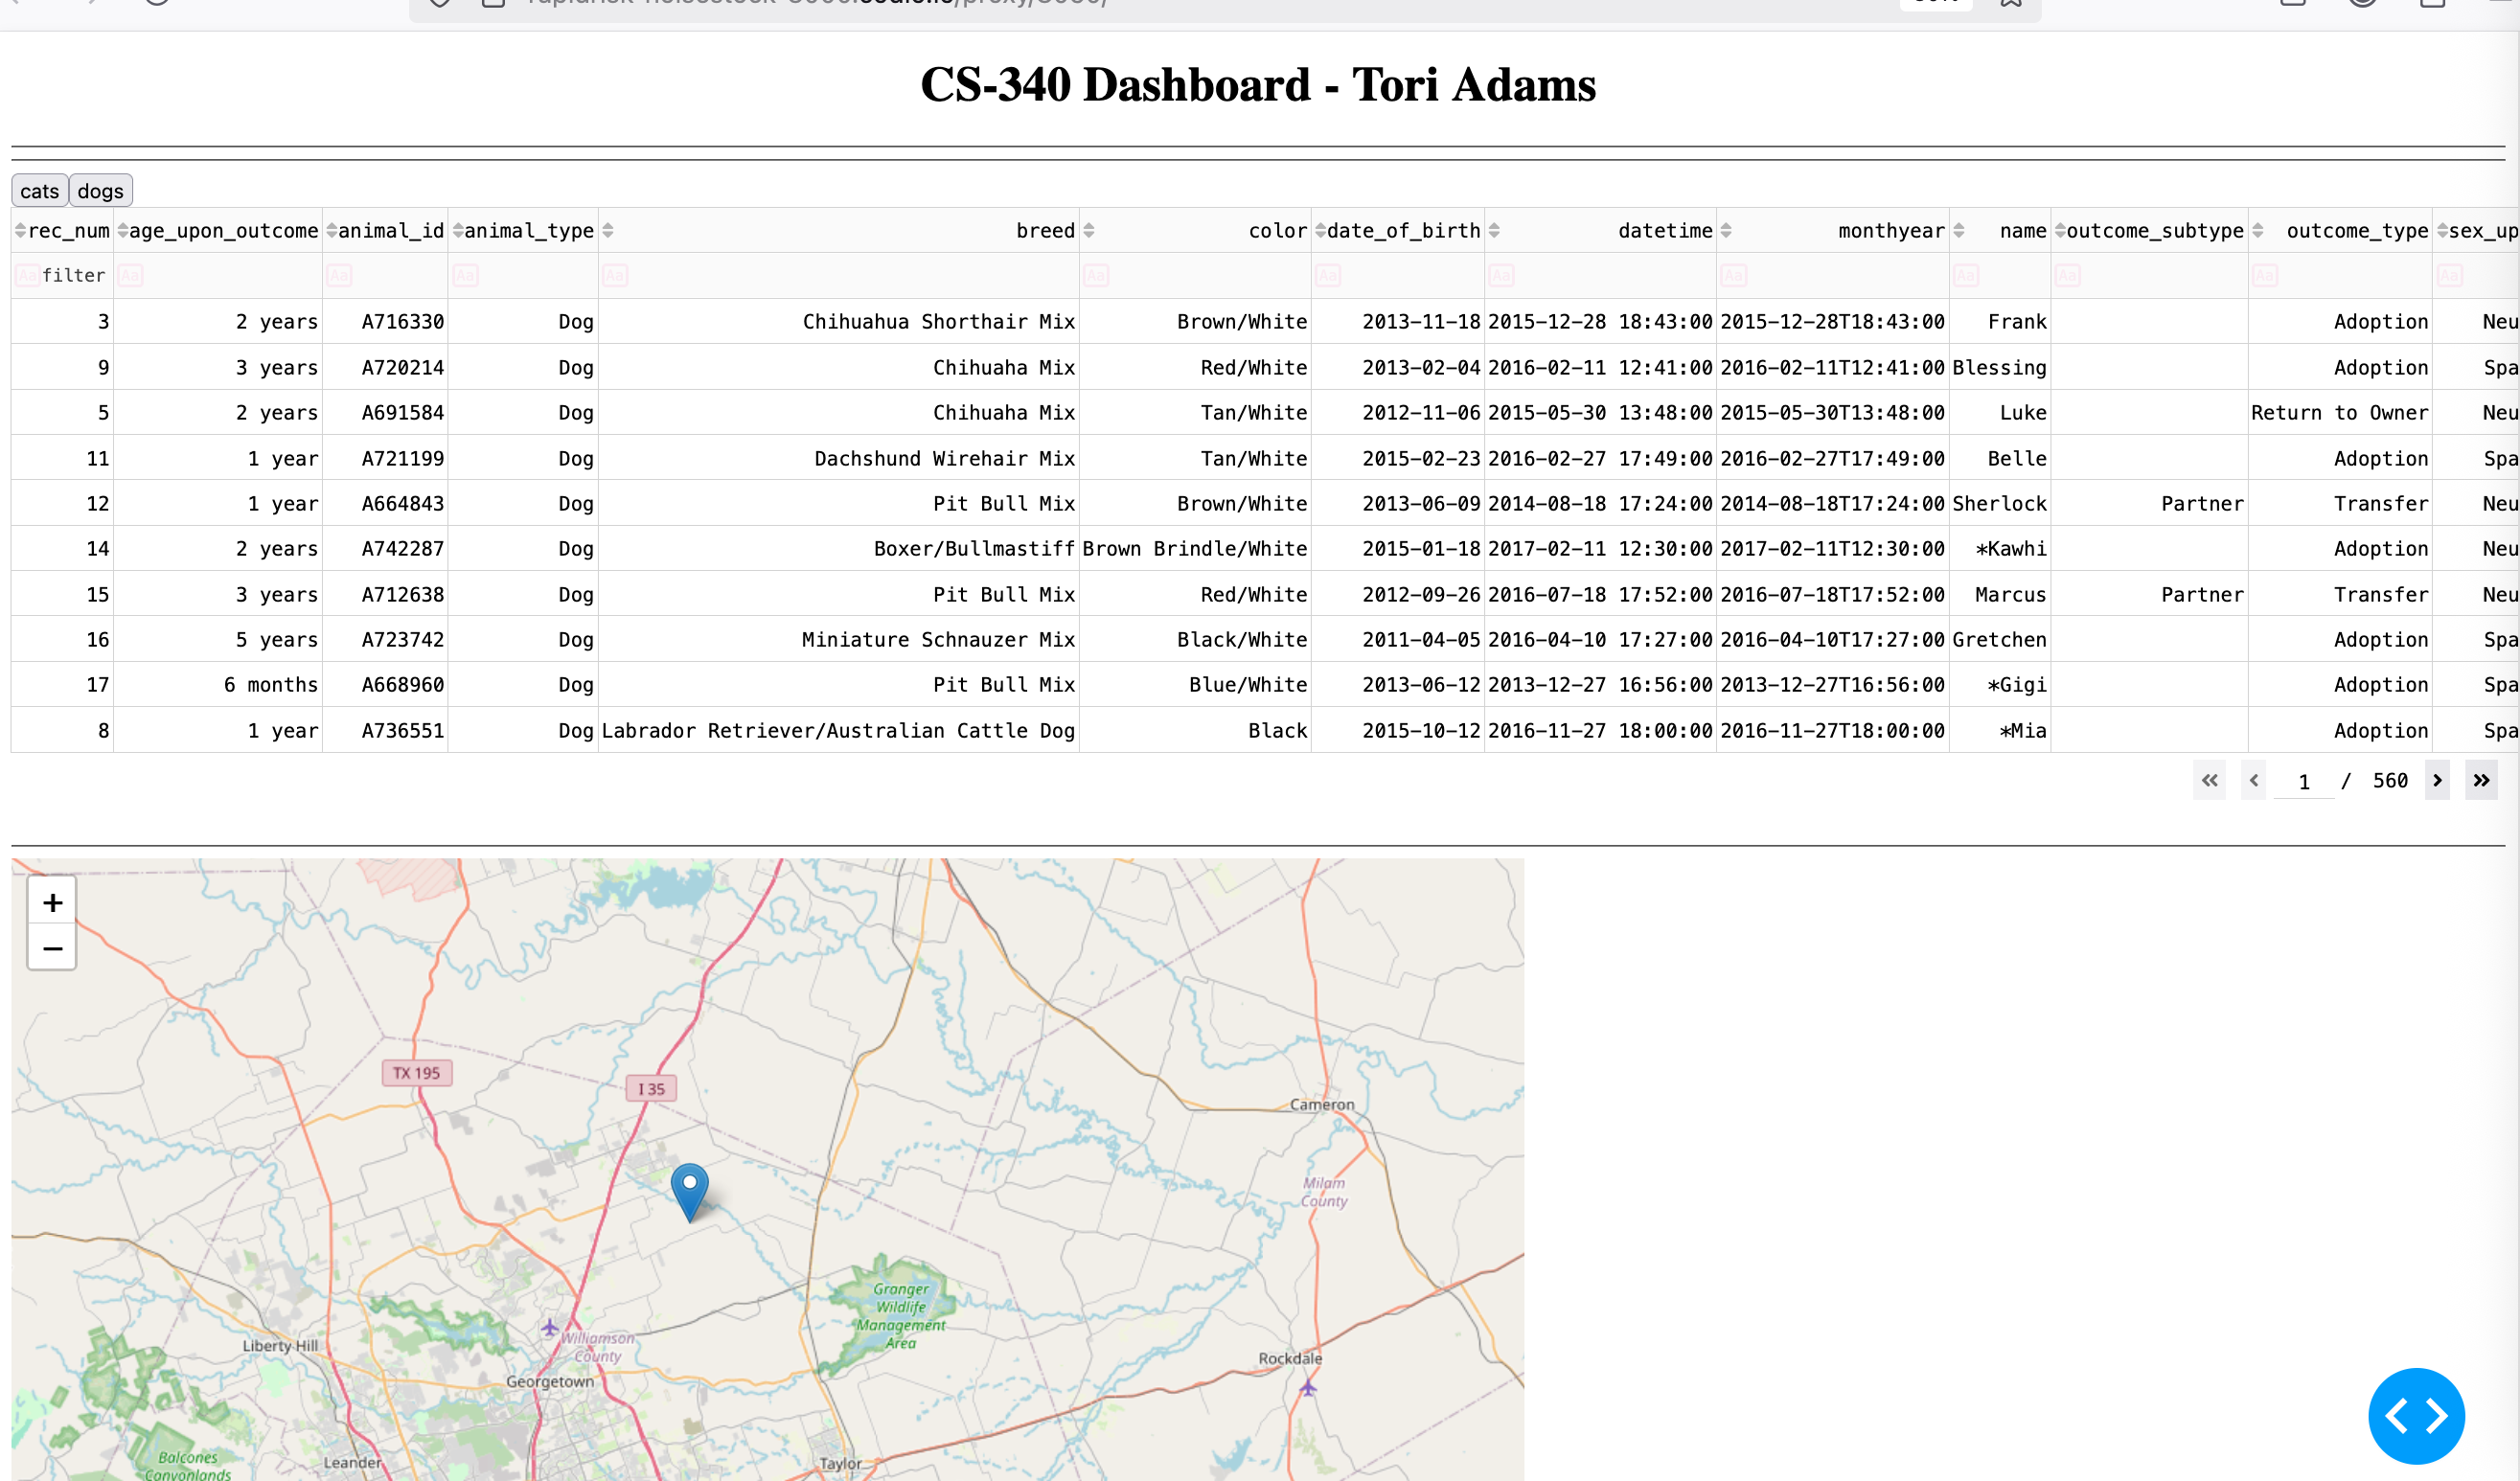 CS-340 Dashboard - Tori Adams
cats dogs
rec_num age_upon_outcome animal_id animal_type breed color date_of_birth datetime monthyear name outcome_subtype outcome_type sex_up
Aa filter Aa Aa Aa Aa Aa Aa Aa Aa Aa Aa Aa Aa
3 2 years A716330 Dog Chihuahua Shorthair Mix Brown/White 2013-11-18 2015-12-28 18:43:00 2015-12-28T18:43:00 Frank Adoption Neu
9 3 years A720214 Dog Chihuaha Mix Red/White 2013-02-04 2016-02-11 12:41:00 2016-02-11T12:41:00 Blessing Adoption Spa
5 2 years A691584 Dog Chihuaha Mix Tan/White 2012-11-06 2015-05-30 13:48:00 2015-05-30T13:48:00 Luke Return to Owner Neu
11 1 year A721199 Dog Dachshund Wirehair Mix Tan/White 2015-02-23 2016-02-27 17:49:00 2016-02-27T17:49:00 Belle Adoption Spa
12 1 year A664843 Dog Pit Bull Mix Brown/White 2013-06-09 2014-08-18 17:24:00 2014-08-18T17:24:00 Sherlock Partner Transfer Neu
14 2 years A742287 Dog Boxer/Bullmastiff Brown Brindle/White 2015-01-18 2017-02-11 12:30:00 2017-02-11T12:30:00 *Kawhi Adoption Neu
15 3 years A712638 Dog Pit Bull Mix Red/White 2012-09-26 2016-07-18 17:52:00 2016-07-18T17:52:00 Marcus Partner Transfer Neu
16 5 years A723742 Dog Miniature Schnauzer Mix Black/White 2011-04-05 2016-04-10 17:27:00 2016-04-10T17:27:00 Gretchen Adoption Spa
17 6 months A668960 Dog Pit Bull Mix Blue/White 2013-06-12 2013-12-27 16:56:00 2013-12-27T16:56:00 *Gigi Adoption Spa
8 1 year A736551 Dog Labrador Retriever/Australian Cattle Dog Black 2015-10-12 2016-11-27 18:00:00 2016-11-27T18:00:00 *Mia Adoption Spa
1 / 560
+
−
TX 195
I 35
Cameron
Milam
County
Granger
Wildlife
Management
Area
Liberty Hill
Williamson
County
Rockdale
Georgetown
Balcones
Canyonlands
Leander
Taylor